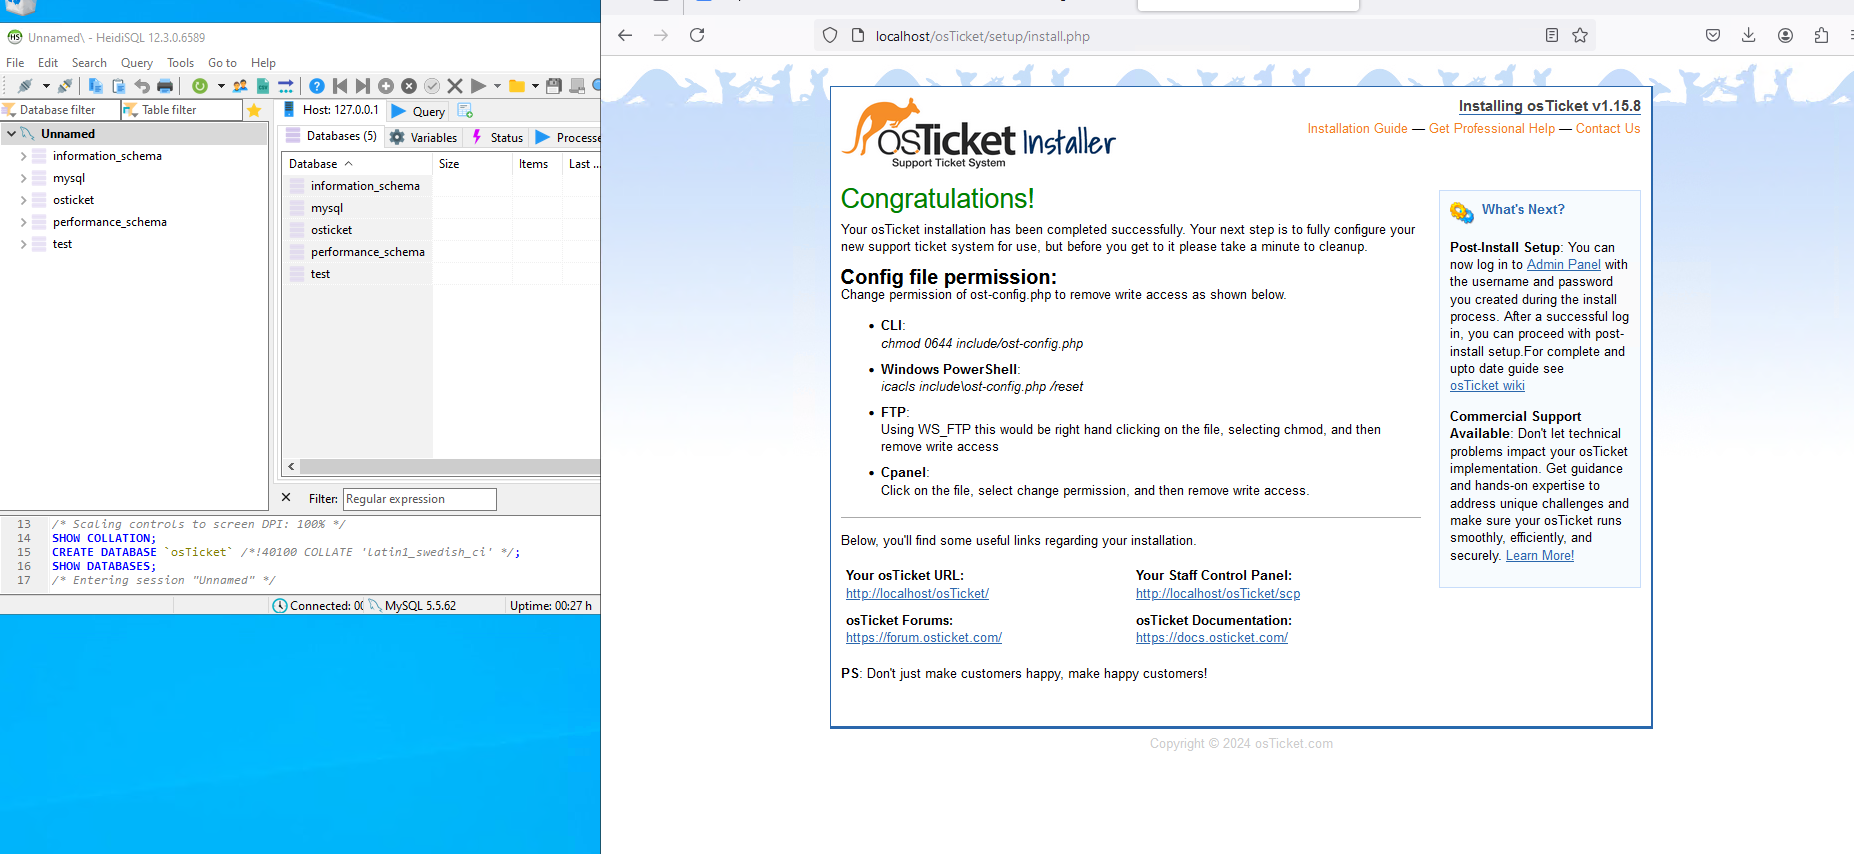 Unnamed\ - HeidiSQL 12.3.0.6589
File Edit Search Query Tools Go to Help
Database filter
Table filter
Host: 127.0.0.1
Query
Unnamed
information_schema
mysql
osticket
performance_schema
test
Databases (5)
Variables
Status
Processe
Database
Size
Items
Last ...
information_schema
mysql
osticket
performance_schema
test
Filter:
Regular expression
13 /* Scaling controls to screen DPI: 100% */
14 SHOW COLLATION;
15 CREATE DATABASE `osTicket` /*!40100 COLLATE 'latin1_swedish_ci' */;
16 SHOW DATABASES;
17 /* Entering session "Unnamed" */
Connected: 00
MySQL 5.5.62
Uptime: 00:27 h
localhost/osTicket/setup/install.php
osTicket Installer
Support Ticket System
Installing osTicket v1.15.8
Installation Guide — Get Professional Help — Contact Us
Congratulations!
Your osTicket installation has been completed successfully. Your next step is to fully configure your
new support ticket system for use, but before you get to it please take a minute to cleanup.
Config file permission:
Change permission of ost-config.php to remove write access as shown below.
• CLI:
chmod 0644 include/ost-config.php
• Windows PowerShell:
icacls include\ost-config.php /reset
• FTP:
Using WS_FTP this would be right hand clicking on the file, selecting chmod, and then
remove write access
• Cpanel:
Click on the file, select change permission, and then remove write access.
Below, you'll find some useful links regarding your installation.
Your osTicket URL:
http://localhost/osTicket/
Your Staff Control Panel:
http://localhost/osTicket/scp
osTicket Forums:
https://forum.osticket.com/
osTicket Documentation:
https://docs.osticket.com/
PS: Don't just make customers happy, make happy customers!
What's Next?
Post-Install Setup: You can
now log in to Admin Panel with
the username and password
you created during the install
process. After a successful log
in, you can proceed with post-
install setup.For complete and
upto date guide see
osTicket wiki
Commercial Support
Available: Don't let technical
problems impact your osTicket
implementation. Get guidance
and hands-on expertise to
address unique challenges and
make sure your osTicket runs
smoothly, efficiently, and
securely. Learn More!
Copyright © 2024 osTicket.com